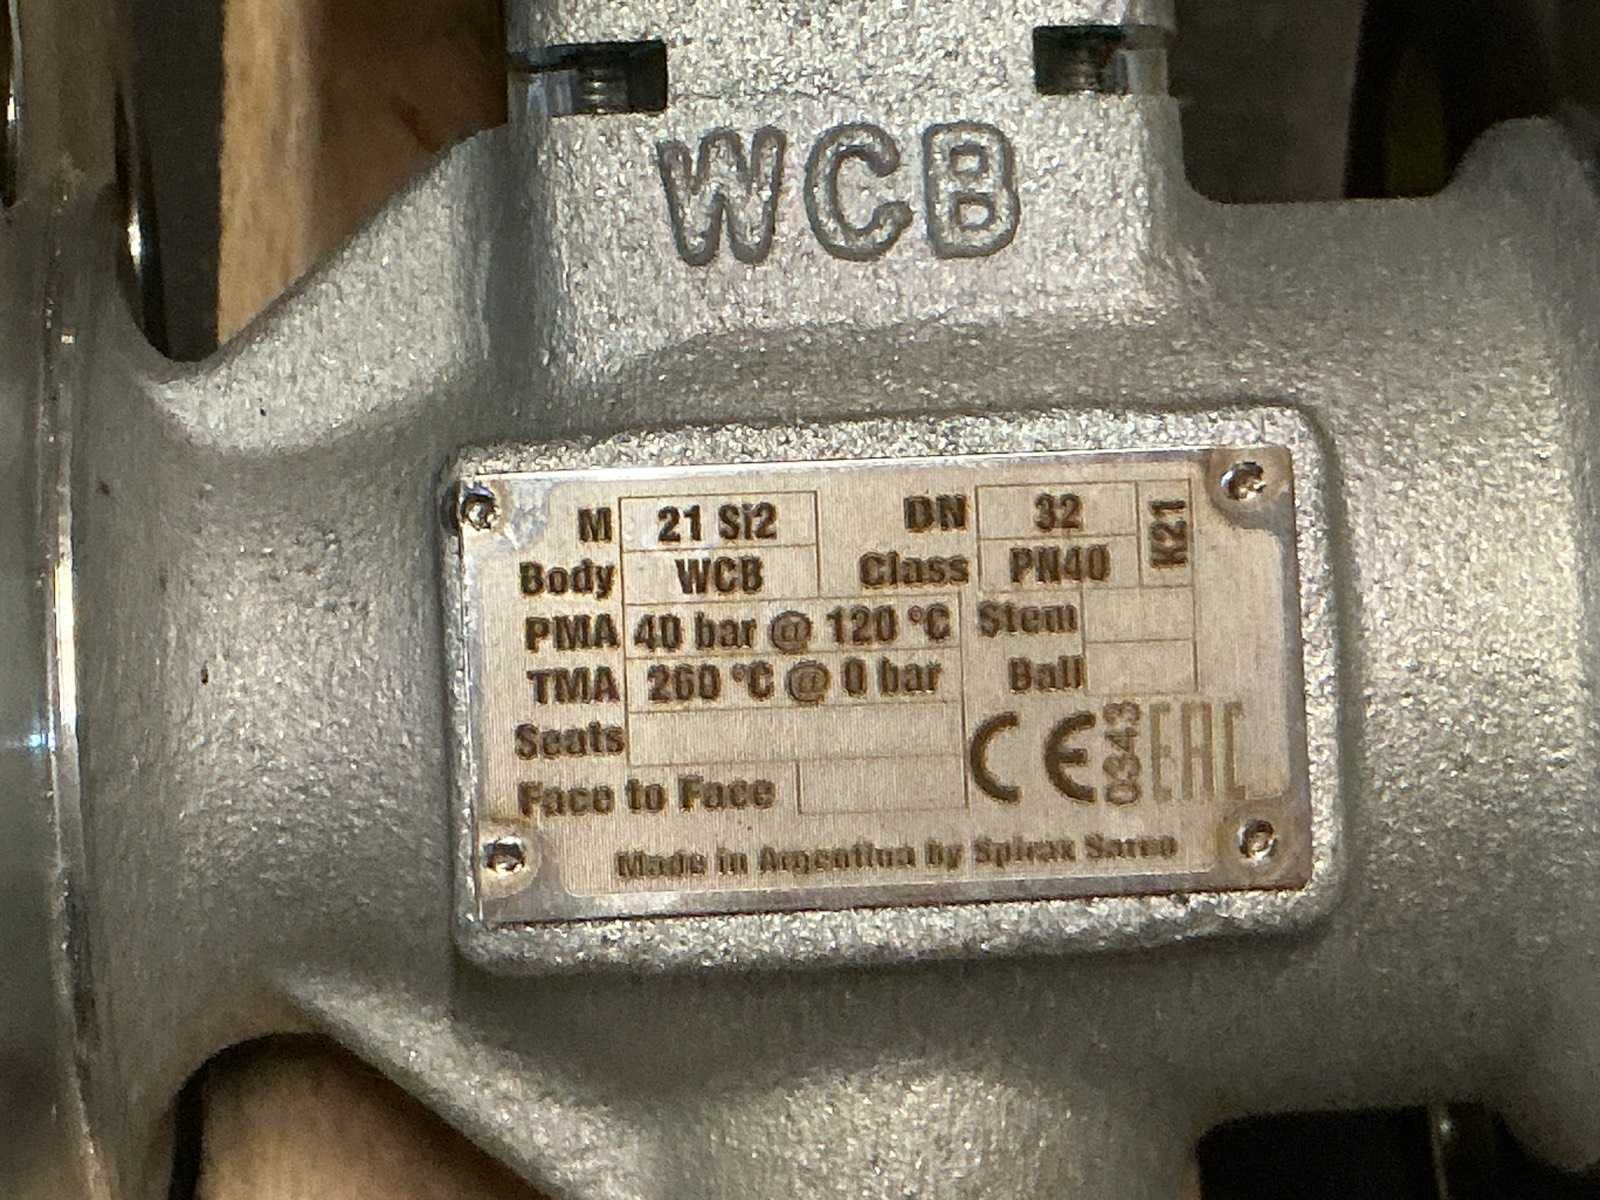 WCB
M 21 Si2 DN 32 K21
Body WCB Class PN40
PMA 40 bar @ 120 °C Stem
TMA 260 °C @ 0 bar Ball
Seats
CE 0343 EAC
Face to Face
Made in Argentina by Spirax Sarco